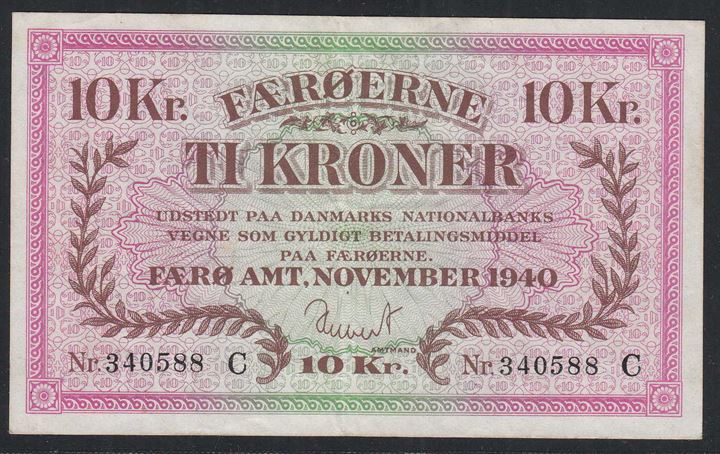 10 Kr. FÆRØERNE 10 Kr.
TI KRONER
UDSTEDT PAA DANMARKS NATIONALBANKS
VEGNE SOM GYLDIGT BETALINGSMIDDEL
PAA FÆRØERNE.
FÆRØ AMT, NOVEMBER 1940
AMTMAND
Nr. 340588 C 10 Kr. Nr. 340588 C